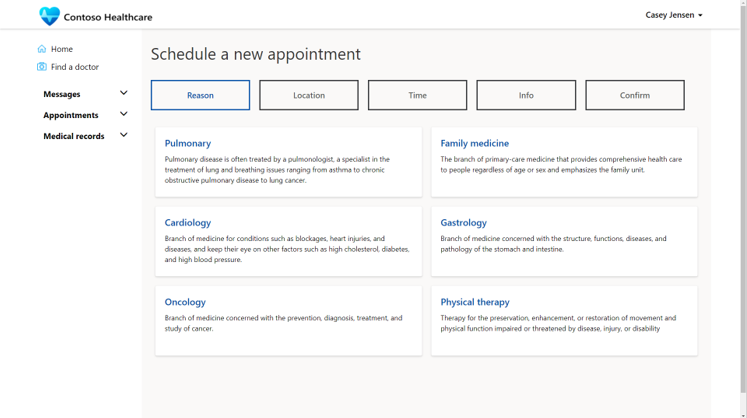 Contoso Healthcare
Casey Jensen
Home
Find a doctor
Messages
Appointments
Medical records
Schedule a new appointment
Reason
Location
Time
Info
Confirm
Pulmonary
Pulmonary disease is often treated by a pulmonologist, a specialist in the
treatment of lung and breathing issues ranging from asthma to chronic
obstructive pulmonary disease to lung cancer.
Family medicine
The branch of primary-care medicine that provides comprehensive health care
to people regardless of age or sex and emphasizes the family unit.
Cardiology
Branch of medicine for conditions such as blockages, heart injuries, and
diseases, and keep their eye on other factors such as high cholesterol, diabetes,
and high blood pressure.
Gastrology
Branch of medicine concerned with the structure, functions, diseases, and
pathology of the stomach and intestine.
Oncology
Branch of medicine concerned with the prevention, diagnosis, treatment, and
study of cancer.
Physical therapy
Therapy for the preservation, enhancement, or restoration of movement and
physical function impaired or threatened by disease, injury, or disability